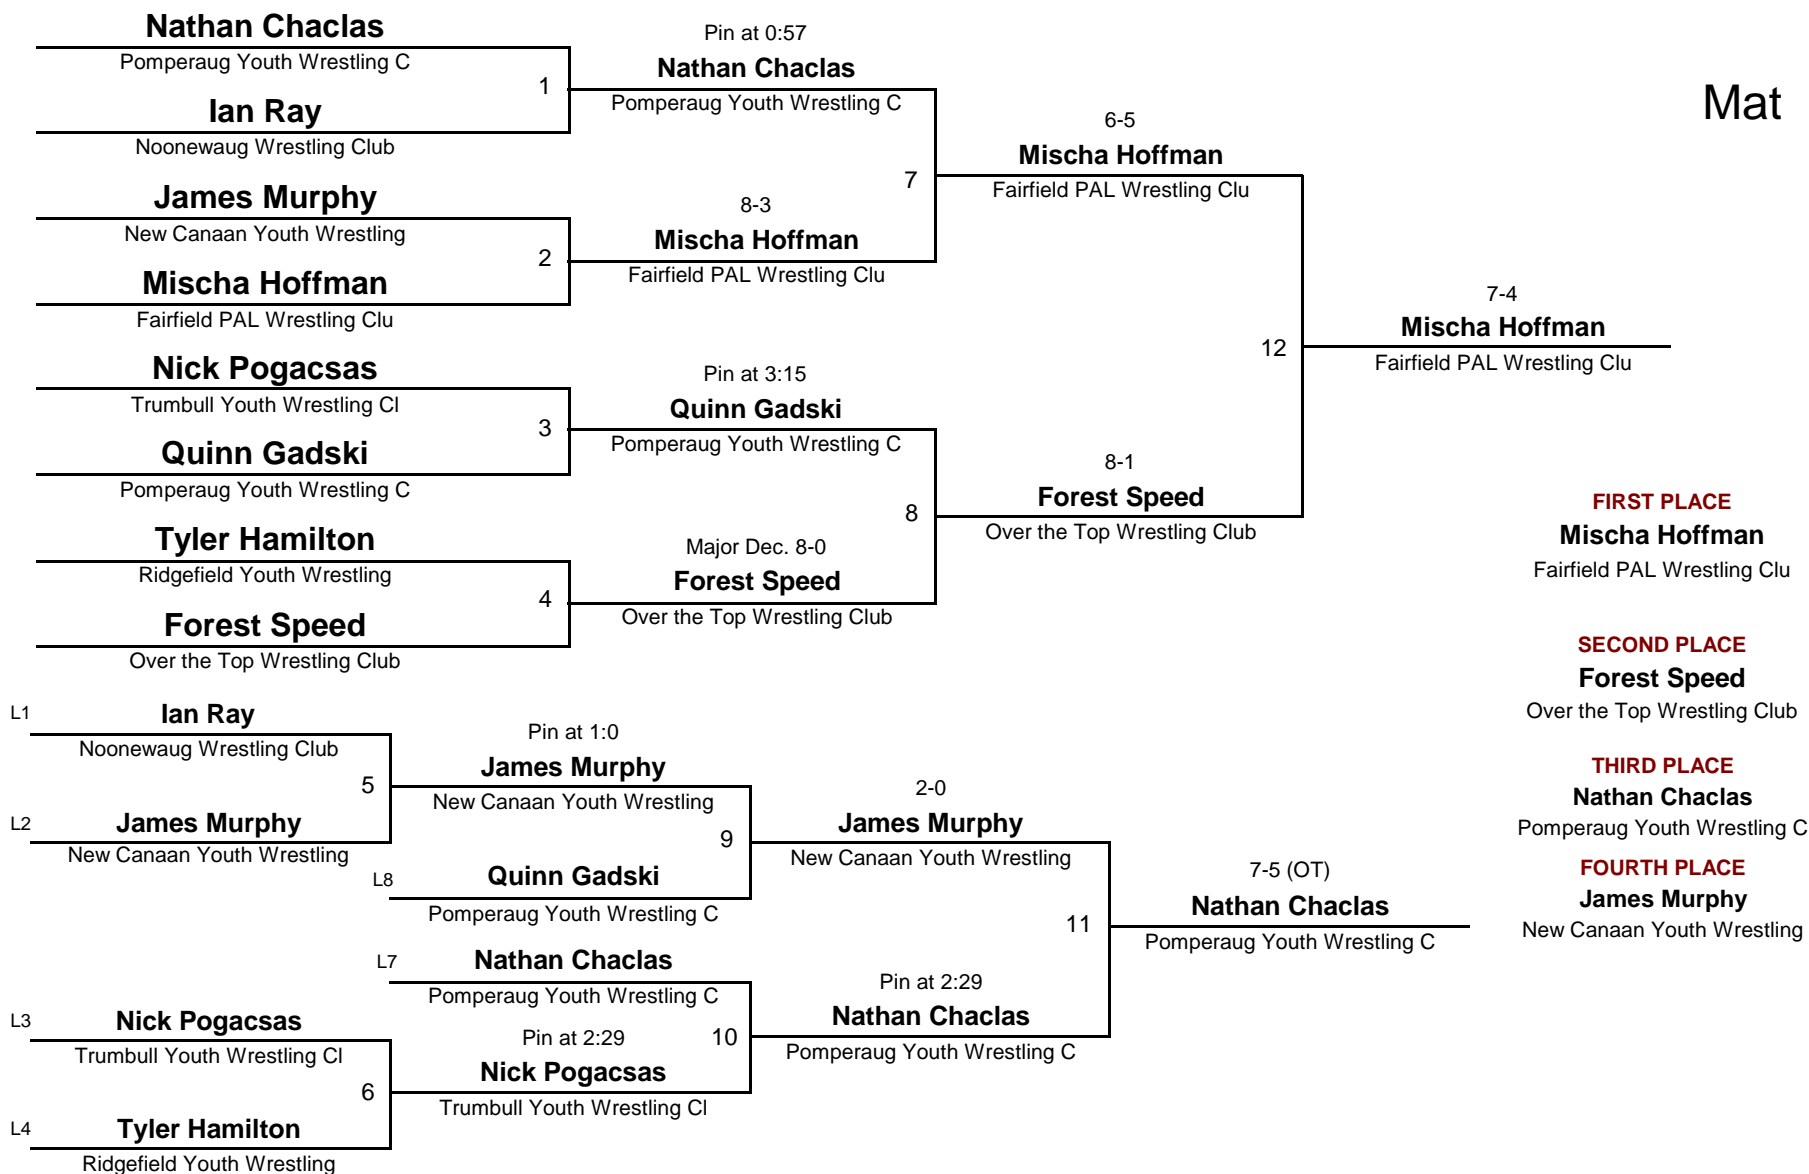 Nathan Chaclas
Pomperaug Youth Wrestling C
1
Ian Ray
Noonewaug Wrestling Club
James Murphy
New Canaan Youth Wrestling
2
Mischa Hoffman
Fairfield PAL Wrestling Clu
Nick Pogacsas
Trumbull Youth Wrestling Cl
3
Quinn Gadski
Pomperaug Youth Wrestling C
Tyler Hamilton
Ridgefield Youth Wrestling
4
Forest Speed
Over the Top Wrestling Club
Pin at 0:57
Nathan Chaclas
Pomperaug Youth Wrestling C
7
8-3
Mischa Hoffman
Fairfield PAL Wrestling Clu
Pin at 3:15
Quinn Gadski
Pomperaug Youth Wrestling C
8
Major Dec. 8-0
Forest Speed
Over the Top Wrestling Club
6-5
Mischa Hoffman
Fairfield PAL Wrestling Clu
12
8-1
Forest Speed
Over the Top Wrestling Club
7-4
Mischa Hoffman
Fairfield PAL Wrestling Clu
Mat
FIRST PLACE
Mischa Hoffman
Fairfield PAL Wrestling Clu
SECOND PLACE
Forest Speed
Over the Top Wrestling Club
THIRD PLACE
Nathan Chaclas
Pomperaug Youth Wrestling C
FOURTH PLACE
James Murphy
New Canaan Youth Wrestling
L1
Ian Ray
Noonewaug Wrestling Club
5
L2
James Murphy
New Canaan Youth Wrestling
L3
Nick Pogacsas
Trumbull Youth Wrestling Cl
6
L4
Tyler Hamilton
Ridgefield Youth Wrestling
Pin at 1:0
James Murphy
New Canaan Youth Wrestling
9
L8
Quinn Gadski
Pomperaug Youth Wrestling C
L7
Nathan Chaclas
Pomperaug Youth Wrestling C
10
Pin at 2:29
Nick Pogacsas
Trumbull Youth Wrestling Cl
2-0
James Murphy
New Canaan Youth Wrestling
11
Pin at 2:29
Nathan Chaclas
Pomperaug Youth Wrestling C
7-5 (OT)
Nathan Chaclas
Pomperaug Youth Wrestling C